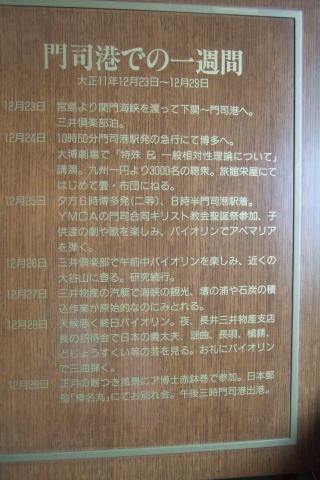 門司港での一週間
大正11年12月23日～12月29日
12月23日 宮島より関門海峡を渡って下関～門司港へ。
三井倶楽部泊。
12月24日 10時50分門司港駅発の急行にて博多へ。
大博劇場で「特殊 & 一般相対性理論について」
講演。九州一円より3000名の聴衆。旅館栄屋にて
はじめて畳・布団にねる。
12月25日 夕方6時博多発(二等)、8時半門司港駅着。
YMCAの門司合同キリスト教会聖誕祭参加、子
供達の劇や歌を楽しみ、バイオリンでアベマリア
を弾く。
12月26日 三井倶楽部で午前中バイオリンを楽しみ、近くの
大谷山に登る。研究続行。
12月27日 三井物産の汽艇で海峡の観光、壇の浦や石炭の積
込作業が原始的なのにみとれる。
12月28日 天候悪く終日バイオリン。夜、長井三井物産支店
長の招待会で日本の義太夫、謡曲、長唄、槍錆、
どじょうすくい等の芸を見る。お礼にバイオリン
で三曲弾く。
12月29日 正月の餅つき風景にア博士赤鉢巻で参加。日本郵
船「榛名丸」にてお別れ会。午後三時門司港出港。